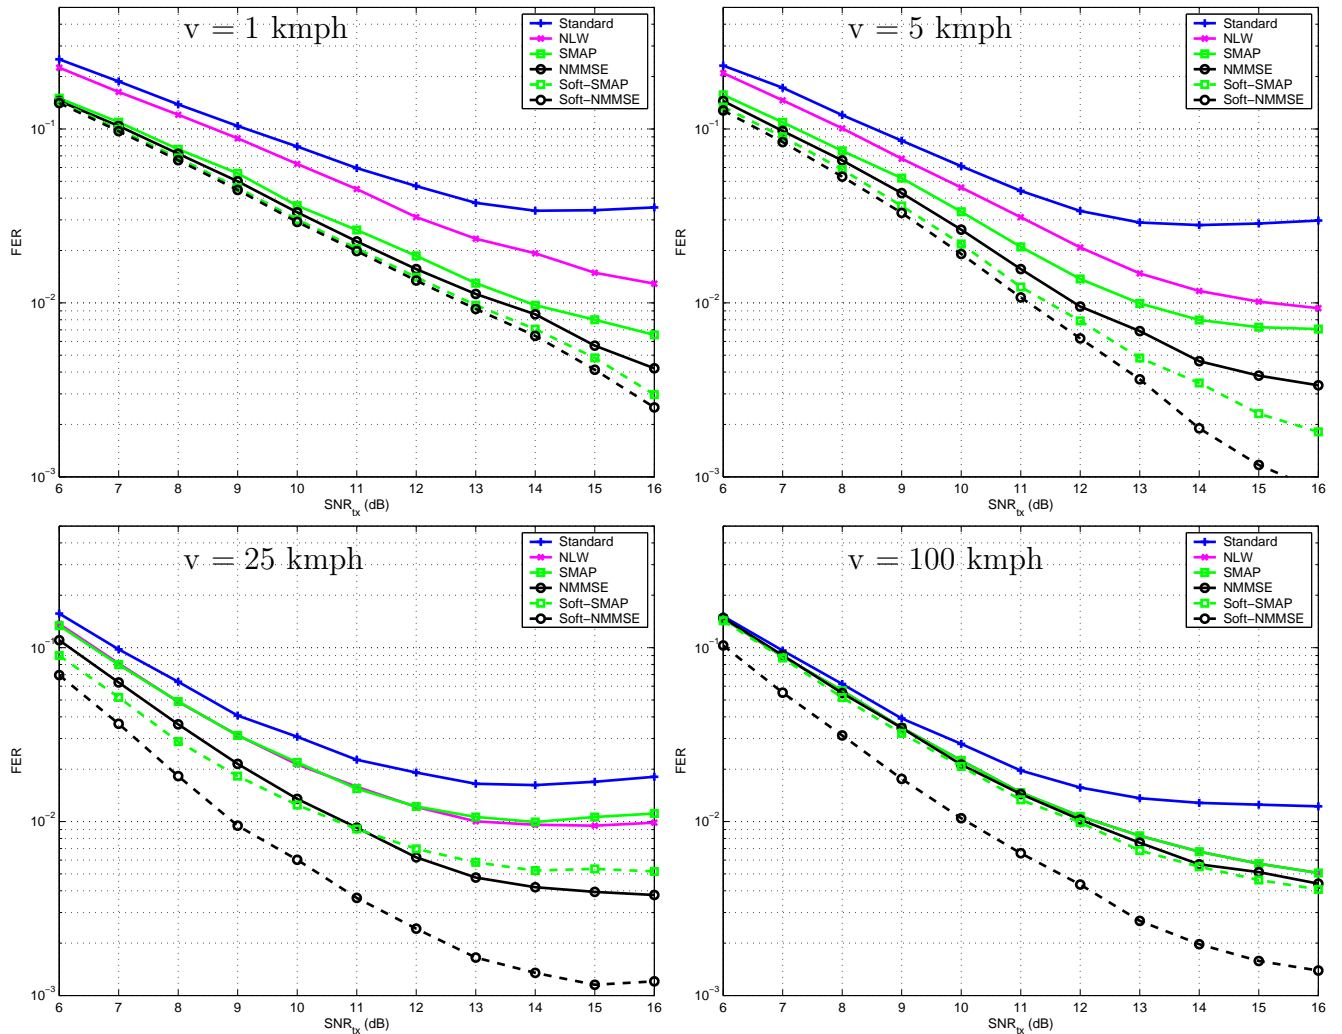 v = 1 kmph
Standard
NLW
SMAP
NMMSE
Soft-SMAP
Soft-NMMSE
FER
10^-1
10^-2
10^-3
6 7 8 9 10 11 12 13 14 15 16
SNR_tx (dB)
v = 5 kmph
Standard
NLW
SMAP
NMMSE
Soft-SMAP
Soft-NMMSE
FER
10^-1
10^-2
10^-3
6 7 8 9 10 11 12 13 14 15 16
SNR_tx (dB)
v = 25 kmph
Standard
NLW
SMAP
NMMSE
Soft-SMAP
Soft-NMMSE
FER
10^-1
10^-2
10^-3
6 7 8 9 10 11 12 13 14 15 16
SNR_tx (dB)
v = 100 kmph
Standard
NLW
SMAP
NMMSE
Soft-SMAP
Soft-NMMSE
FER
10^-1
10^-2
10^-3
6 7 8 9 10 11 12 13 14 15 16
SNR_tx (dB)